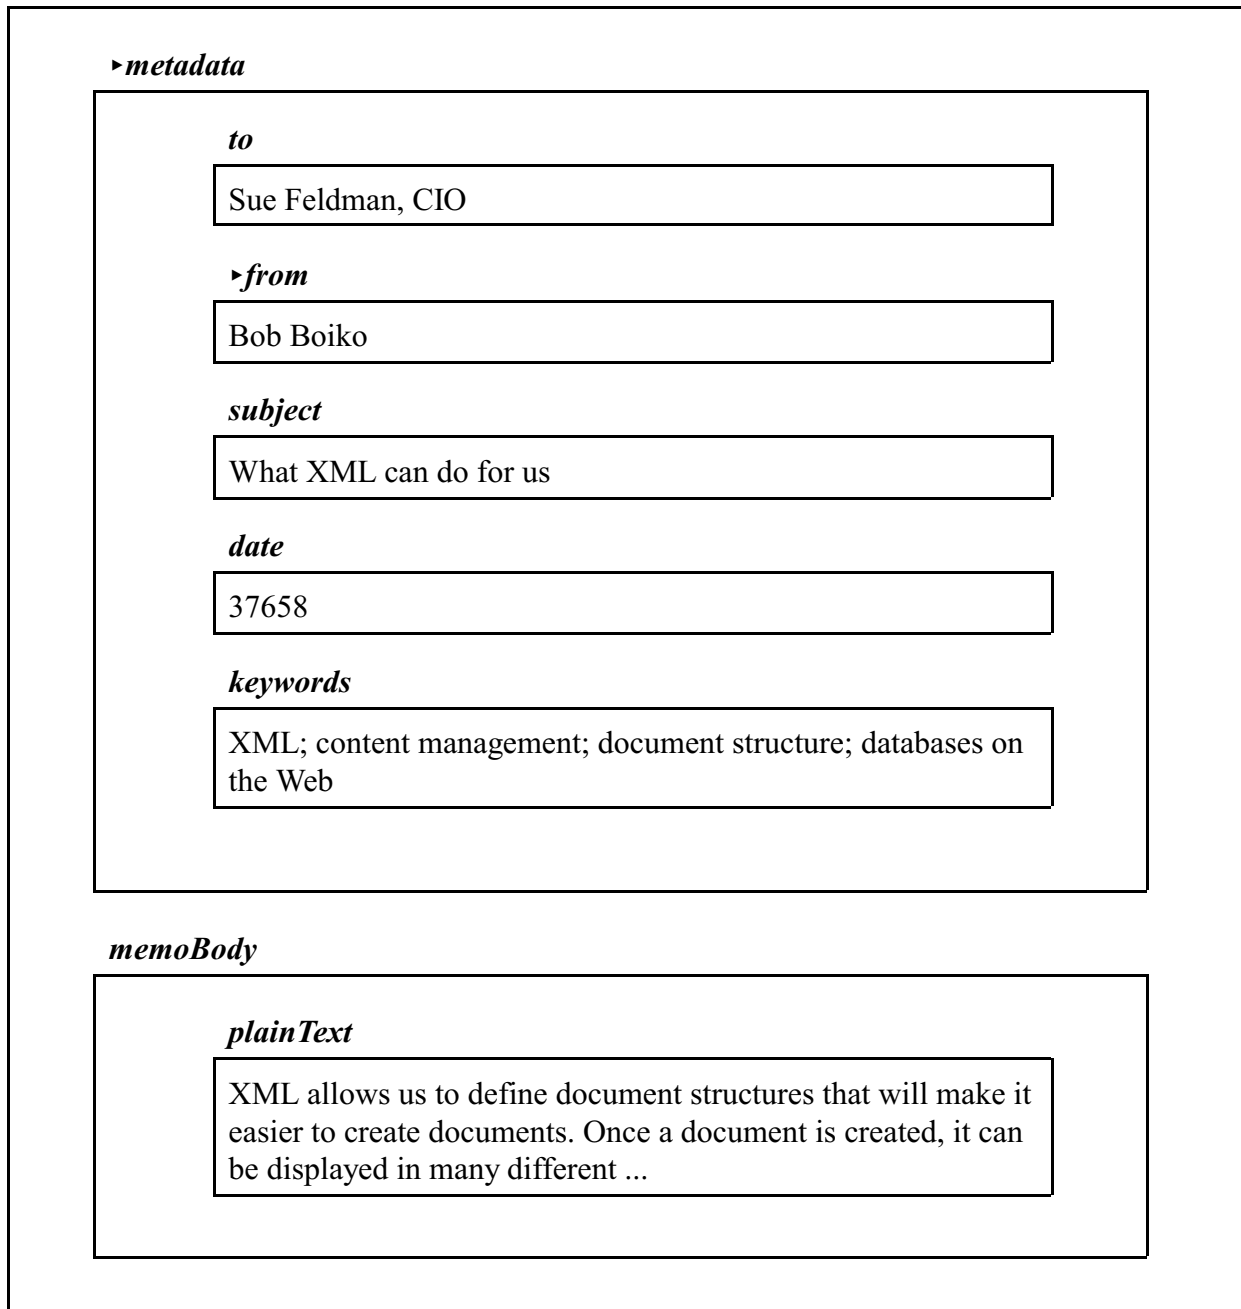 ▸metadata
to
Sue Feldman, CIO
▸from
Bob Boiko
subject
What XML can do for us
date
37658
keywords
XML; content management; document structure; databases on
the Web
memoBody
plainText
XML allows us to define document structures that will make it
easier to create documents. Once a document is created, it can
be displayed in many different ...